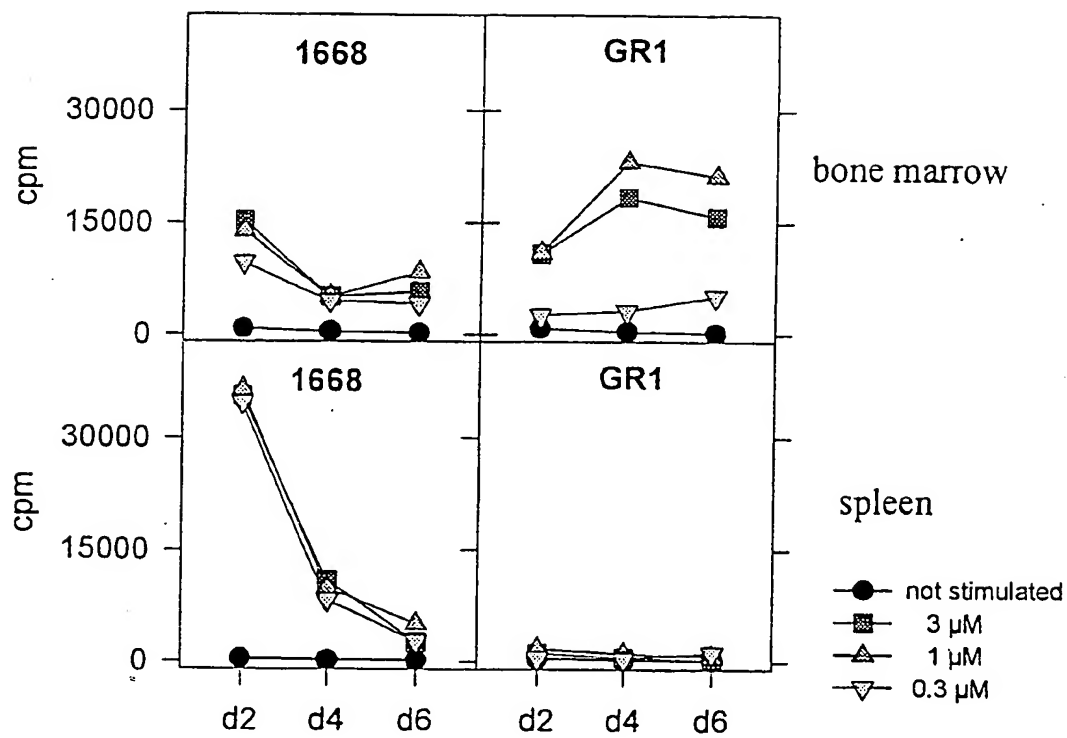 1668
GR1
30000
15000
0
cpm
bone marrow
1668
GR1
30000
15000
0
cpm
spleen
not stimulated
3 µM
1 µM
0.3 µM
d2 d4 d6 d2 d4 d6